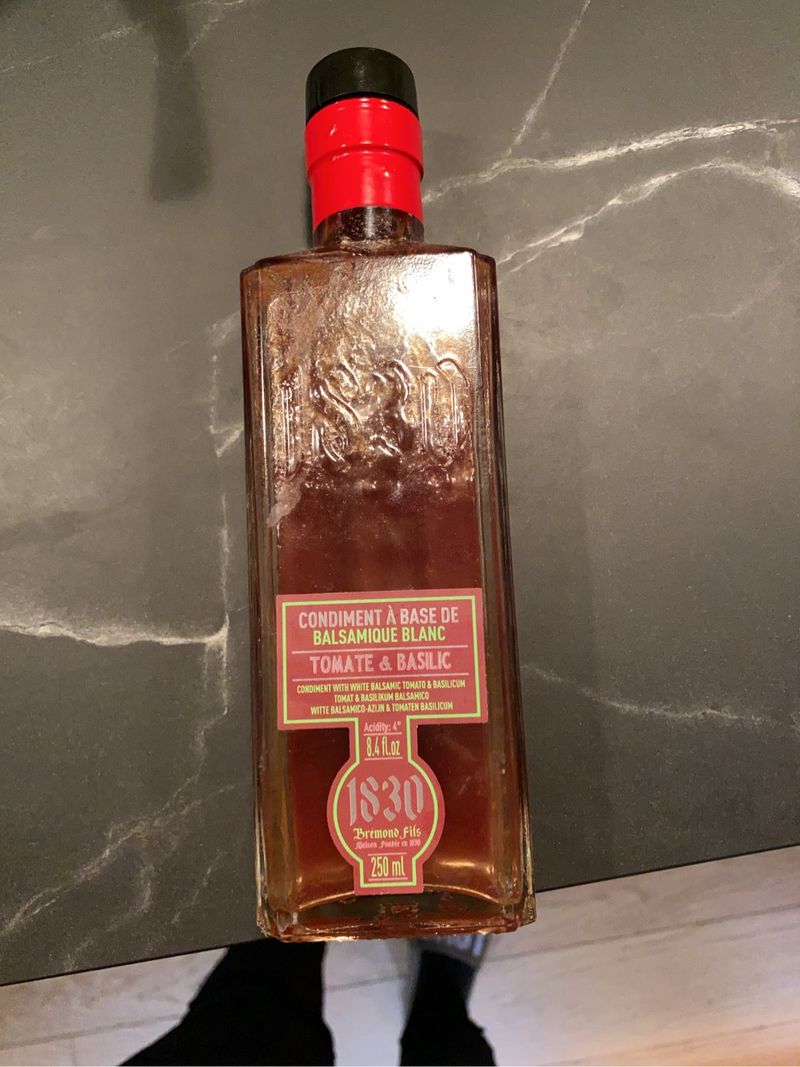 1830
CONDIMENT À BASE DE
BALSAMIQUE BLANC
TOMATE & BASILIC
CONDIMENT WITH WHITE BALSAMIC TOMATO & BASILICUM
TOMAT & BASILIKUM BALSAMICO
WITTE BALSAMICO-AZIJN & TOMATEN BASILICUM
Acidity: 4°
8.4 fl.oz
1830
Brémond Fils
Maison Fondée en 1830
250 ml